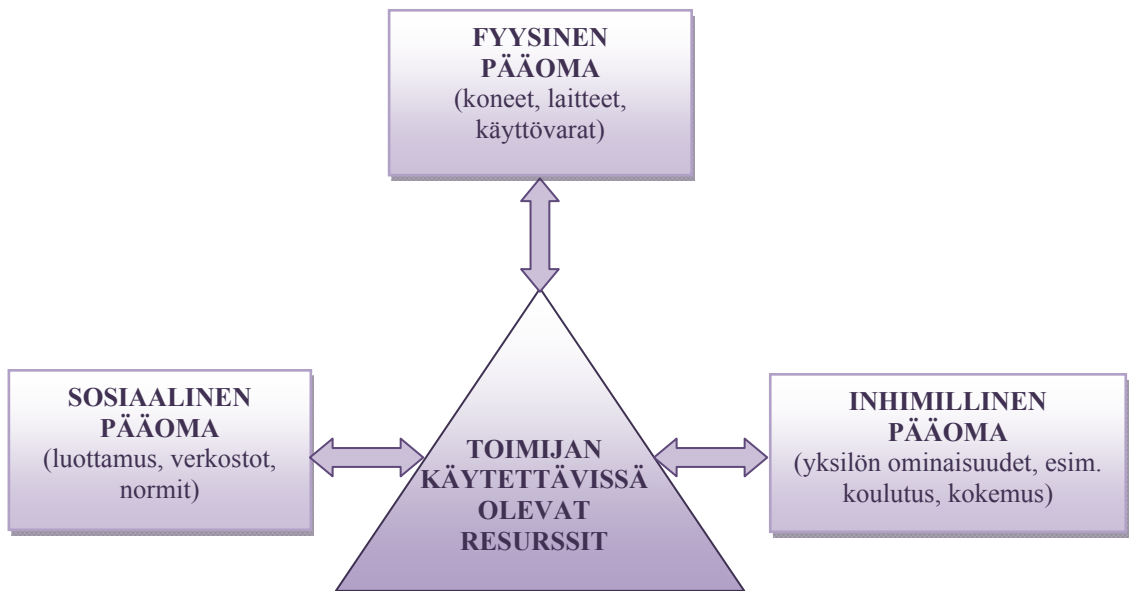 FYYSINEN
PÄÄOMA
(koneet, laitteet,
käyttövarat)
SOSIAALINEN
PÄÄOMA
(luottamus, verkostot,
normit)
TOIMIJAN
KÄYTETTÄVISSÄ
OLEVAT
RESURSSIT
INHIMILLINEN
PÄÄOMA
(yksilön ominaisuudet, esim.
koulutus, kokemus)